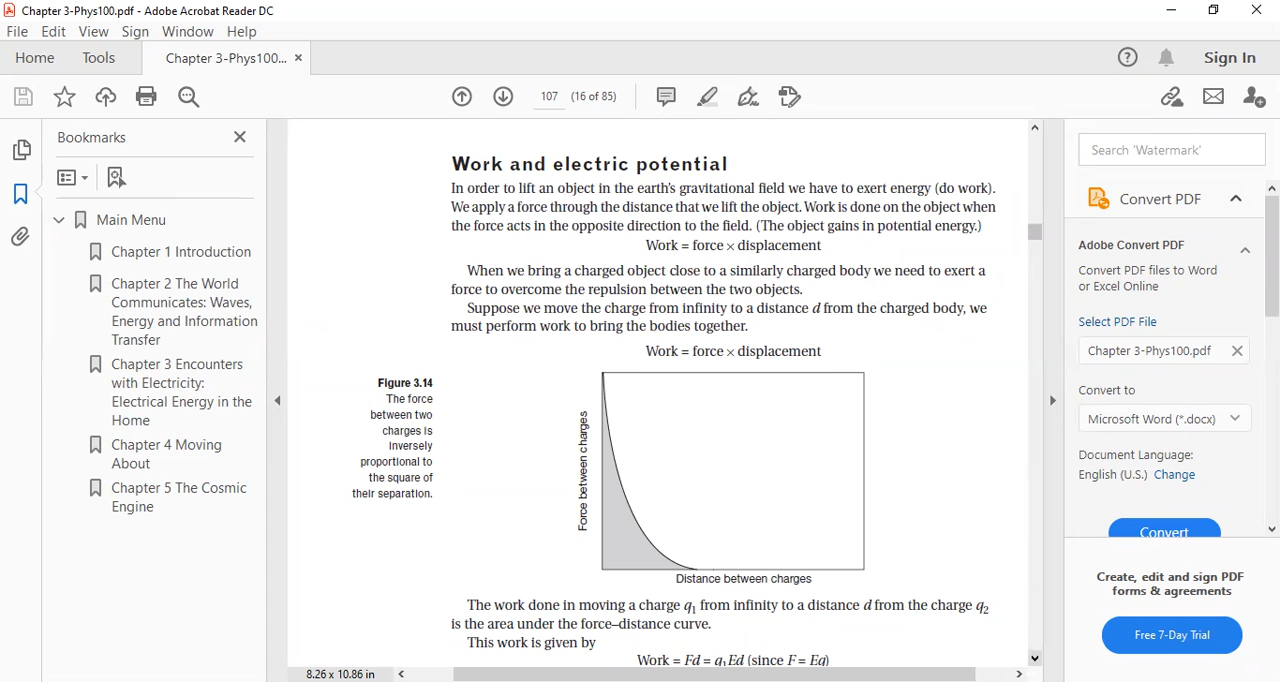 Chapter 3-Phys100.pdf - Adobe Acrobat Reader DC
File Edit View Sign Window Help
Home Tools Chapter 3-Phys100... × Sign In
107 (16 of 85)
Bookmarks
Main Menu
Chapter 1 Introduction
Chapter 2 The World
Communicates: Waves,
Energy and Information
Transfer
Chapter 3 Encounters
with Electricity:
Electrical Energy in the
Home
Chapter 4 Moving
About
Chapter 5 The Cosmic
Engine
Work and electric potential
In order to lift an object in the earth's gravitational field we have to exert energy (do work).
We apply a force through the distance that we lift the object. Work is done on the object when
the force acts in the opposite direction to the field. (The object gains in potential energy.)
Work = force × displacement
When we bring a charged object close to a similarly charged body we need to exert a
force to overcome the repulsion between the two objects.
Suppose we move the charge from infinity to a distance d from the charged body, we
must perform work to bring the bodies together.
Work = force × displacement
Figure 3.14
The force
between two
charges is
inversely
proportional to
the square of
their separation.
Force between charges
Distance between charges
The work done in moving a charge q₁ from infinity to a distance d from the charge q₂
is the area under the force–distance curve.
This work is given by
Work = Fd = q₁Ed (since F = Eq)
8.26 x 10.86 in
Search 'Watermark'
Convert PDF
Adobe Convert PDF
Convert PDF files to Word
or Excel Online
Select PDF File
Chapter 3-Phys100.pdf
Convert to
Microsoft Word (*.docx)
Document Language:
English (U.S.) Change
Convert
Create, edit and sign PDF
forms & agreements
Free 7-Day Trial